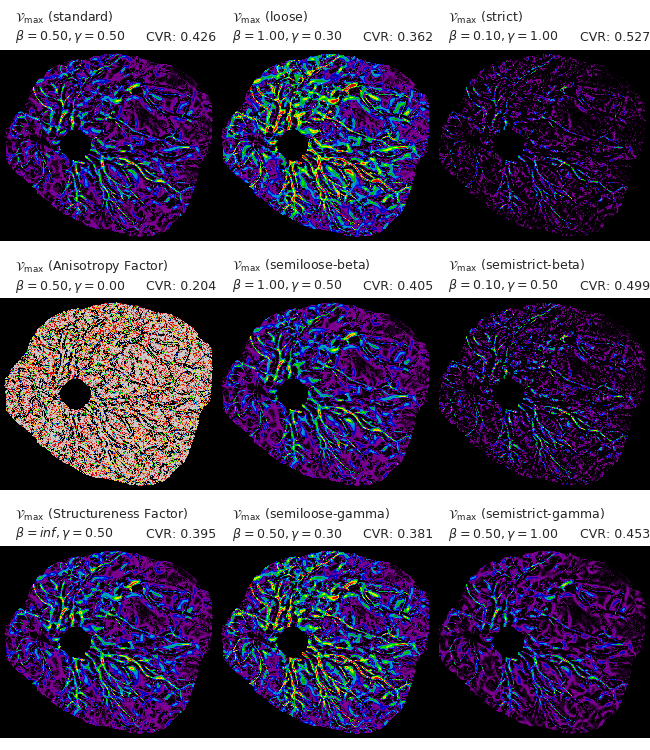 𝒱max (standard)
β = 0.50, γ = 0.50 CVR: 0.426
𝒱max (loose)
β = 1.00, γ = 0.30 CVR: 0.362
𝒱max (strict)
β = 0.10, γ = 1.00 CVR: 0.527
𝒱max (Anisotropy Factor)
β = 0.50, γ = 0.00 CVR: 0.204
𝒱max (semiloose-beta)
β = 1.00, γ = 0.50 CVR: 0.405
𝒱max (semistrict-beta)
β = 0.10, γ = 0.50 CVR: 0.499
𝒱max (Structureness Factor)
β = inf, γ = 0.50 CVR: 0.395
𝒱max (semiloose-gamma)
β = 0.50, γ = 0.30 CVR: 0.381
𝒱max (semistrict-gamma)
β = 0.50, γ = 1.00 CVR: 0.453